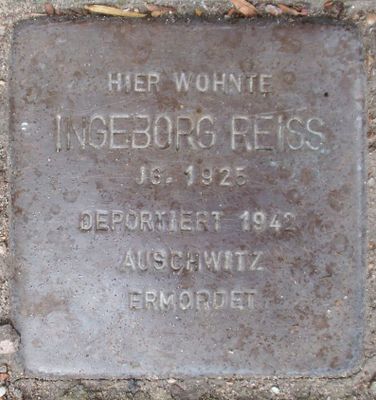 HIER WOHNTE
INGEBORG REISS
JG. 1925
DEPORTIERT 1942
AUSCHWITZ
ERMORDET